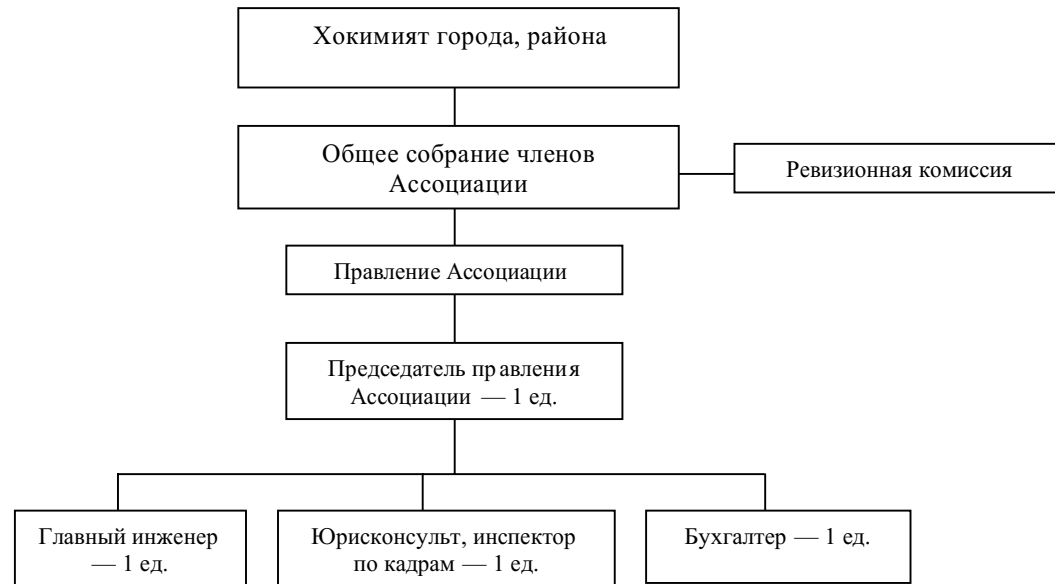 Хокимият города, района
Общее собрание членов
Ассоциации
Ревизионная комиссия
Правление Ассоциации
Председатель правления
Ассоциации — 1 ед.
Главный инженер
— 1 ед.
Юрисконсульт, инспектор
по кадрам — 1 ед.
Бухгалтер — 1 ед.